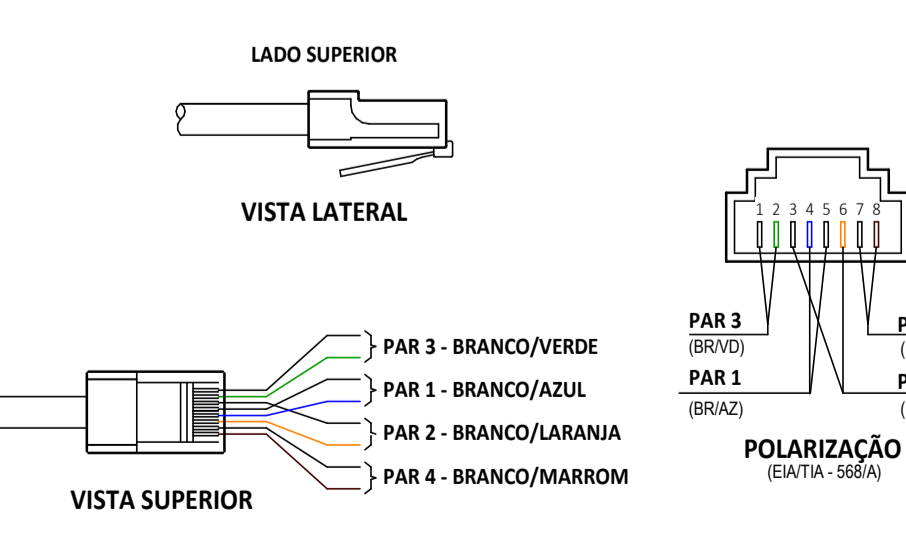 LADO SUPERIOR
VISTA LATERAL
PAR 3 - BRANCO/VERDE
PAR 1 - BRANCO/AZUL
PAR 2 - BRANCO/LARANJA
PAR 4 - BRANCO/MARROM
VISTA SUPERIOR
1 2 3 4 5 6 7 8
PAR 3
(BR/VD)
PAR 1
(BR/AZ)
POLARIZAÇÃO
(EIA/TIA - 568/A)